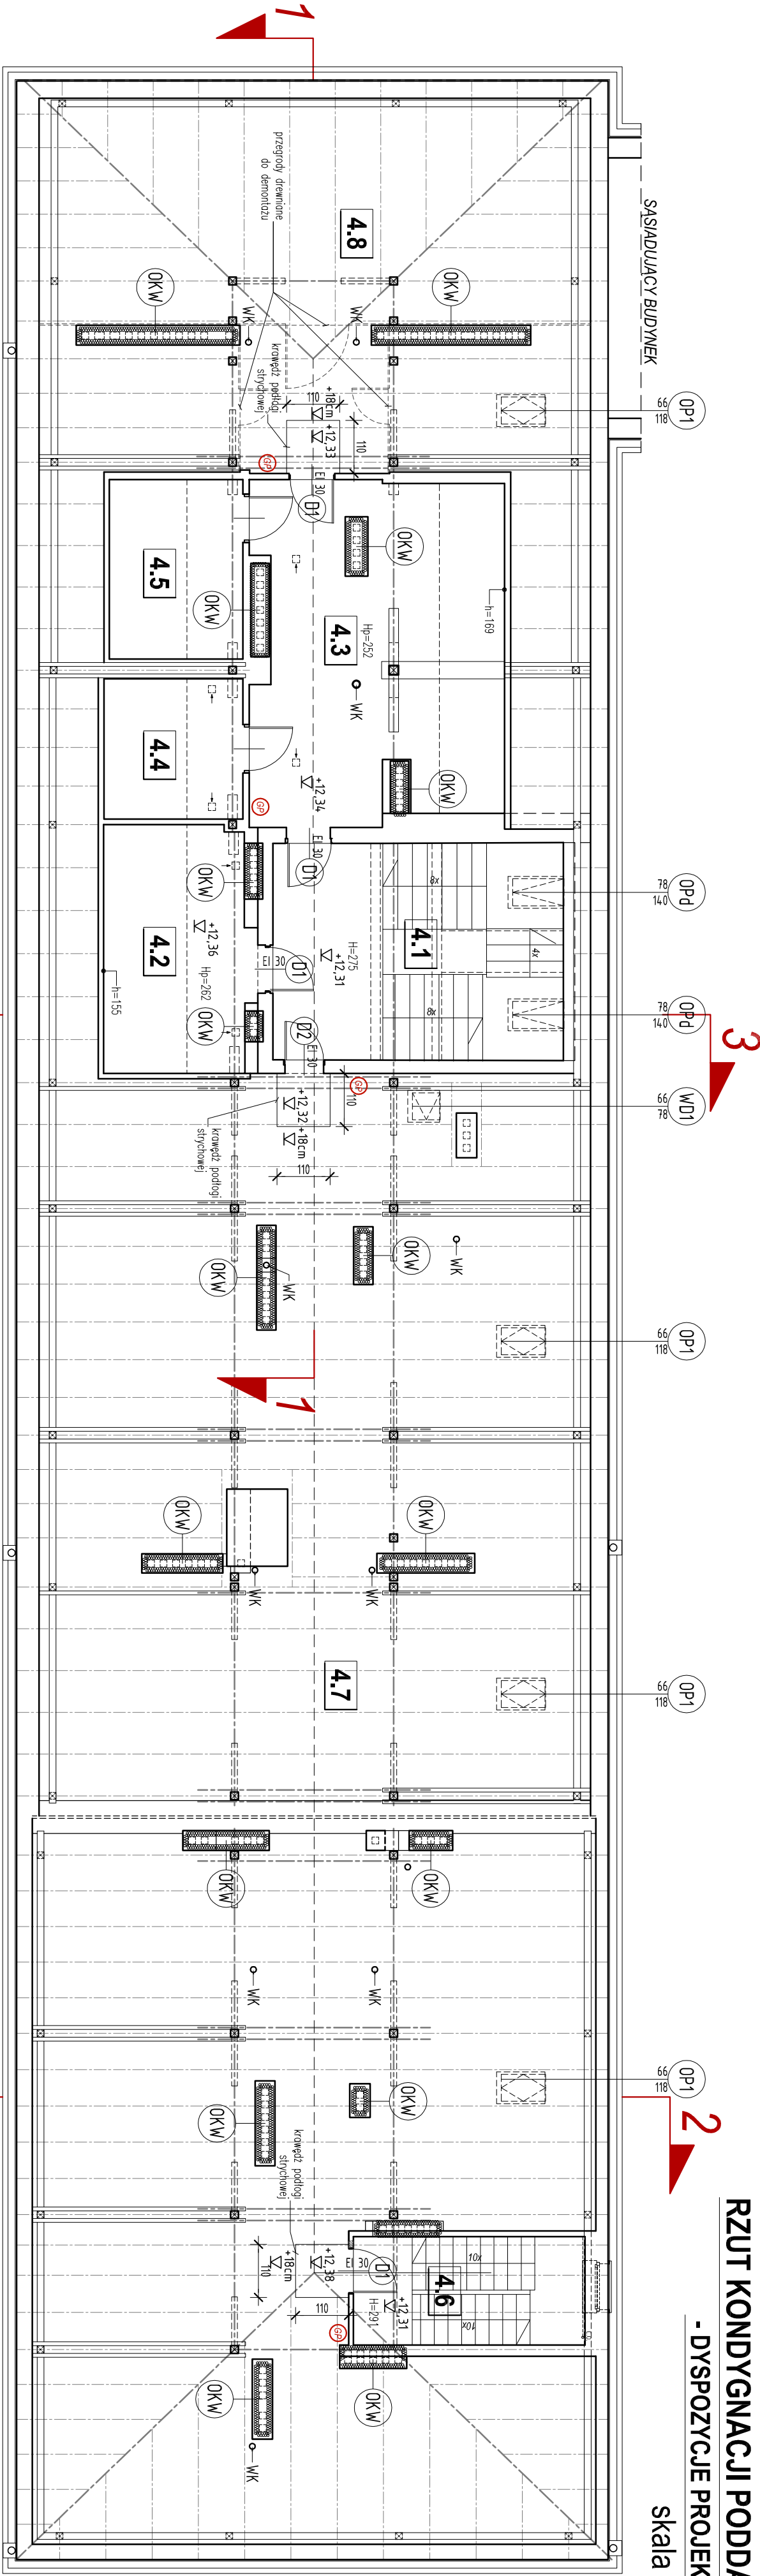 RZUT KONDYGNACJI PODDA
- DYSPOZYCJE PROJEK
skala
SĄSIADUJĄCY BUDYNEK
1
3
2
1
OP1
66
118
OPd
78
140
OPd
78
140
WD1
66
78
OP1
66
118
OP1
66
118
OP1
66
118
4.8
przegrody drewniane
do demontażu
OKW
OKW
WK
WK
krawędź podłogi
strychowej
110
110
+18cm
+12,33
GP
EI 30
D1
4.5
OKW
OKW
4.3
Hp=252
h=169
WK
4.4
+12,34
GP
OKW
EI 30
D1
OKW
4.2
+12,36
Hp=262
h=155
OKW
4.1
8x
4x
8x
H=275
+12,31
EI 30
D1
D2
EI 30
GP
110
110
+12,32
+18cm
krawędź podłogi
strychowej
OKW
OKW
WK
WK
OKW
OKW
WK
WK
4.7
OKW
OKW
WK
WK
OKW
OKW
krawędź podłogi
strychowej
110
110
+18cm
+12,38
EI 30
D1
4.6
10x
10x
+12,31
H=291
GP
OKW
OKW
WK